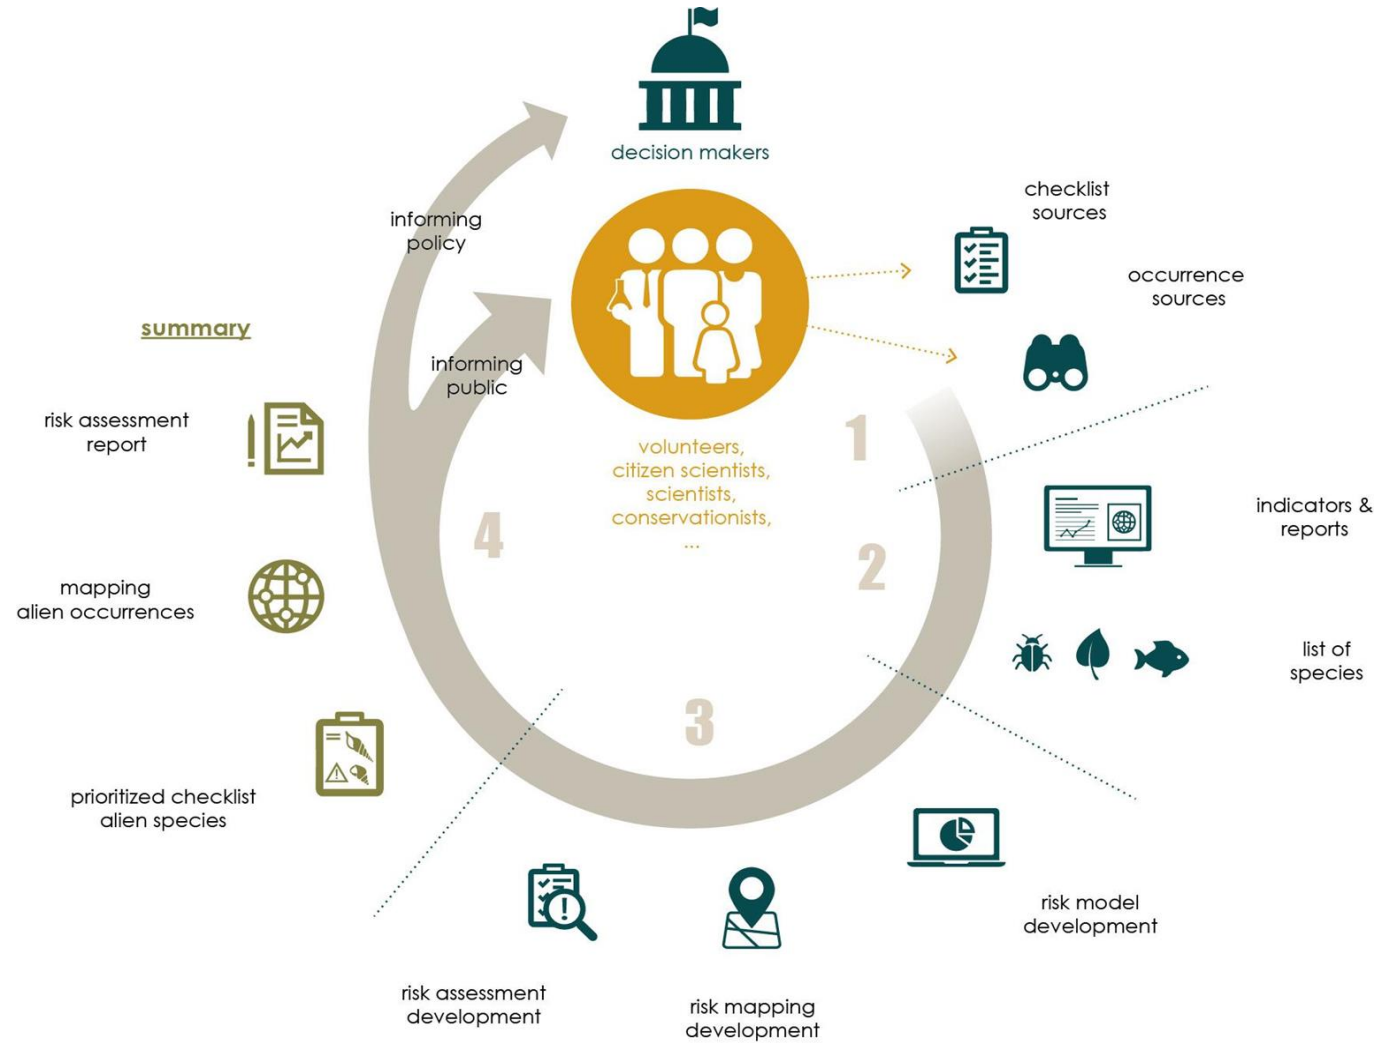 decision makers
informing
policy
informing
public
volunteers,
citizen scientists,
scientists,
conservationists,
...
checklist
sources
occurrence
sources
1
indicators &
reports
2
list of
species
risk model
development
3
risk mapping
development
risk assessment
development
4
summary
risk assessment
report
mapping
alien occurrences
prioritized checklist
alien species